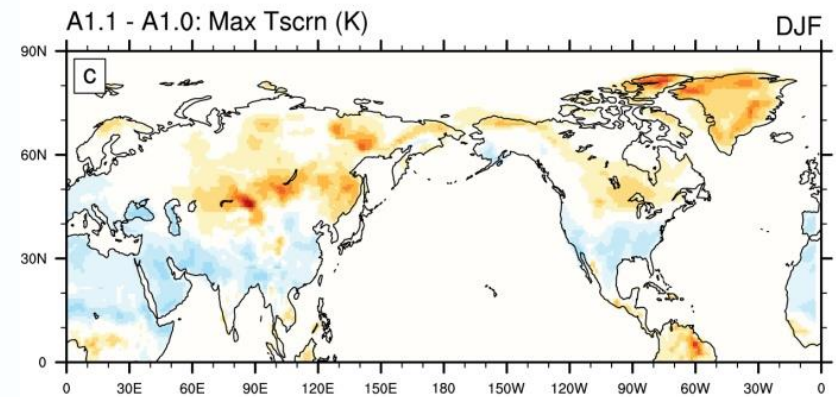 A1.1 - A1.0: Max Tscrn (K) DJF
90N
c
60N
30N
0
0 30E 60E 90E 120E 150E 180 150W 120W 90W 60W 30W 0